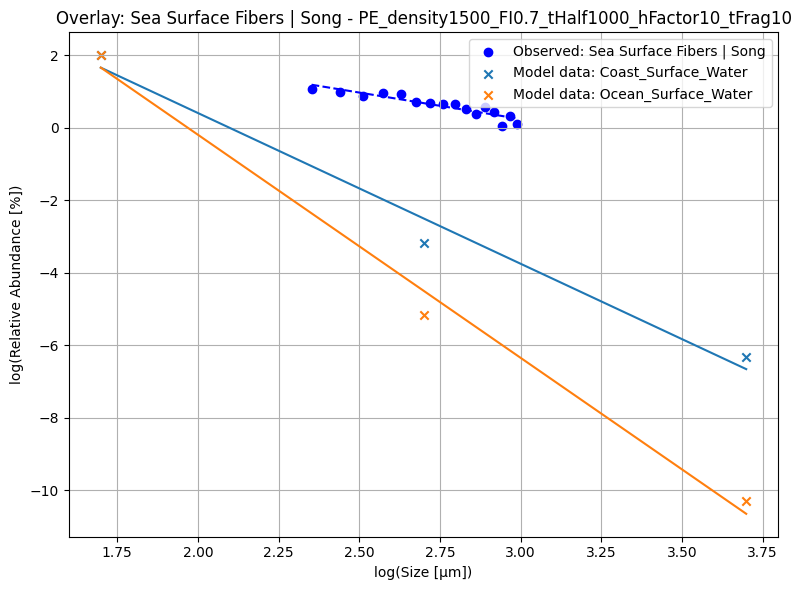 Overlay: Sea Surface Fibers | Song - PE_density1500_FI0.7_tHalf1000_hFactor10_tFrag10
Observed: Sea Surface Fibers | Song
Model data: Coast_Surface_Water
Model data: Ocean_Surface_Water
log(Relative Abundance [%])
2
0
−2
−4
−6
−8
−10
1.75
2.00
2.25
2.50
2.75
3.00
3.25
3.50
3.75
log(Size [µm])